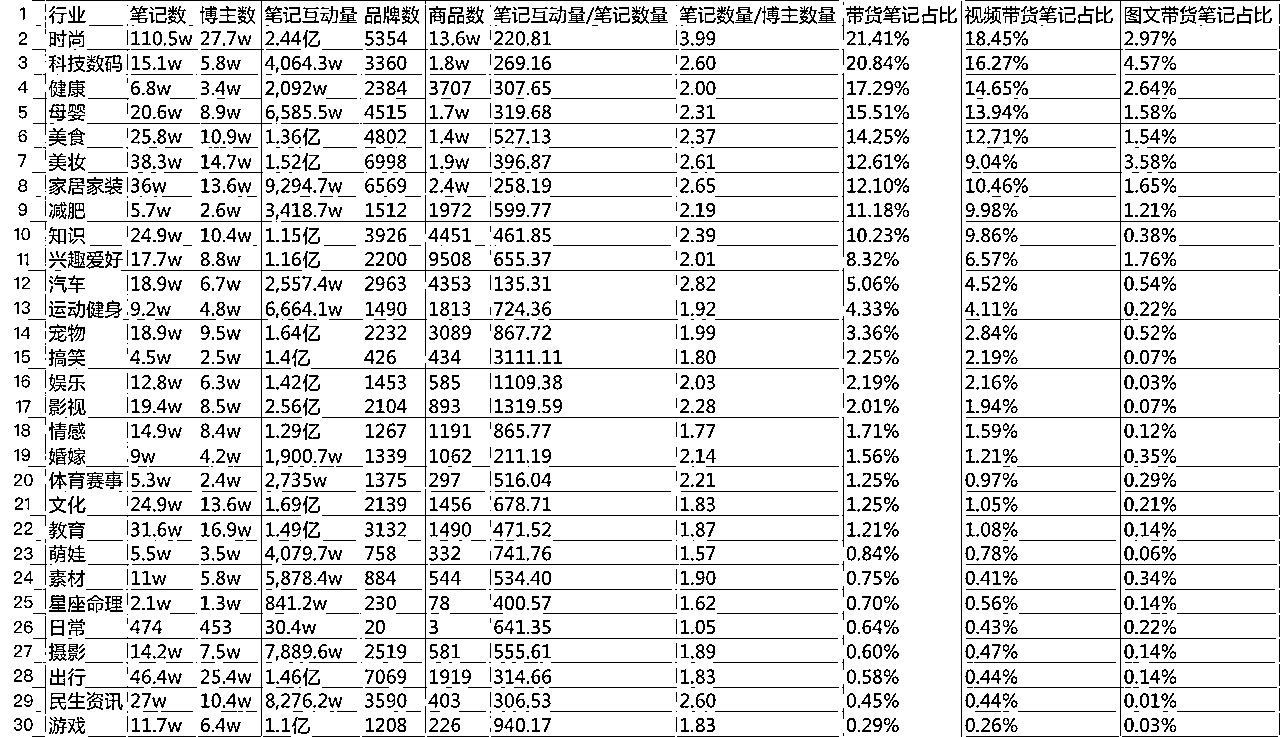 1 行业 笔记数 博主数 笔记互动量 品牌数 商品数 笔记互动量/笔记数量 笔记数量/博主数量 带货笔记占比 视频带货笔记占比 图文带货笔记占比
2 时尚 110.5w 27.7w 2.44亿 5354 13.6w 220.81 3.99 21.41% 18.45% 2.97%
3 科技数码 15.1w 5.8w 4,064.3w 3360 1.8w 269.16 2.60 20.84% 16.27% 4.57%
4 健康 6.8w 3.4w 2,092w 2384 3707 307.65 2.00 17.29% 14.65% 2.64%
5 母婴 20.6w 8.9w 6,585.5w 4515 1.7w 319.68 2.31 15.51% 13.94% 1.58%
6 美食 25.8w 10.9w 1.36亿 4802 1.4w 527.13 2.37 14.25% 12.71% 1.54%
7 美妆 38.3w 14.7w 1.52亿 6998 1.9w 396.87 2.61 12.61% 9.04% 3.58%
8 家居家装 36w 13.6w 9,294.7w 6569 2.4w 258.19 2.65 12.10% 10.46% 1.65%
9 减肥 5.7w 2.6w 3,418.7w 1512 1972 599.77 2.19 11.18% 9.98% 1.21%
10 知识 24.9w 10.4w 1.15亿 3926 4451 461.85 2.39 10.23% 9.86% 0.38%
11 兴趣爱好 17.7w 8.8w 1.16亿 2200 9508 655.37 2.01 8.32% 6.57% 1.76%
12 汽车 18.9w 6.7w 2,557.4w 2963 4353 135.31 2.82 5.06% 4.52% 0.54%
13 运动健身 9.2w 4.8w 6,664.1w 1490 1813 724.36 1.92 4.33% 4.11% 0.22%
14 宠物 18.9w 9.5w 1.64亿 2232 3089 867.72 1.99 3.36% 2.84% 0.52%
15 搞笑 4.5w 2.5w 1.4亿 426 434 3111.11 1.80 2.25% 2.19% 0.07%
16 娱乐 12.8w 6.3w 1.42亿 1453 585 1109.38 2.03 2.19% 2.16% 0.03%
17 影视 19.4w 8.5w 2.56亿 2104 893 1319.59 2.28 2.01% 1.94% 0.07%
18 情感 14.9w 8.4w 1.29亿 1267 1191 865.77 1.77 1.71% 1.59% 0.12%
19 婚嫁 9w 4.2w 1,900.7w 1339 1062 211.19 2.14 1.56% 1.21% 0.35%
20 体育赛事 5.3w 2.4w 2,735w 1375 297 516.04 2.21 1.25% 0.97% 0.29%
21 文化 24.9w 13.6w 1.69亿 2139 1456 678.71 1.83 1.25% 1.05% 0.21%
22 教育 31.6w 16.9w 1.49亿 3132 1490 471.52 1.87 1.21% 1.08% 0.14%
23 萌娃 5.5w 3.5w 4,079.7w 758 332 741.76 1.57 0.84% 0.78% 0.06%
24 素材 11w 5.8w 5,878.4w 884 544 534.40 1.90 0.75% 0.41% 0.34%
25 星座命理 2.1w 1.3w 841.2w 230 78 400.57 1.62 0.70% 0.56% 0.14%
26 日常 474 453 30.4w 20 3 641.35 1.05 0.64% 0.43% 0.22%
27 摄影 14.2w 7.5w 7,889.6w 2519 581 555.61 1.89 0.60% 0.47% 0.14%
28 出行 46.4w 25.4w 1.46亿 7069 1919 314.66 1.83 0.58% 0.44% 0.14%
29 民生资讯 27w 10.4w 8,276.2w 3590 403 306.53 2.60 0.45% 0.44% 0.01%
30 游戏 11.7w 6.4w 1.1亿 1208 226 940.17 1.83 0.29% 0.26% 0.03%